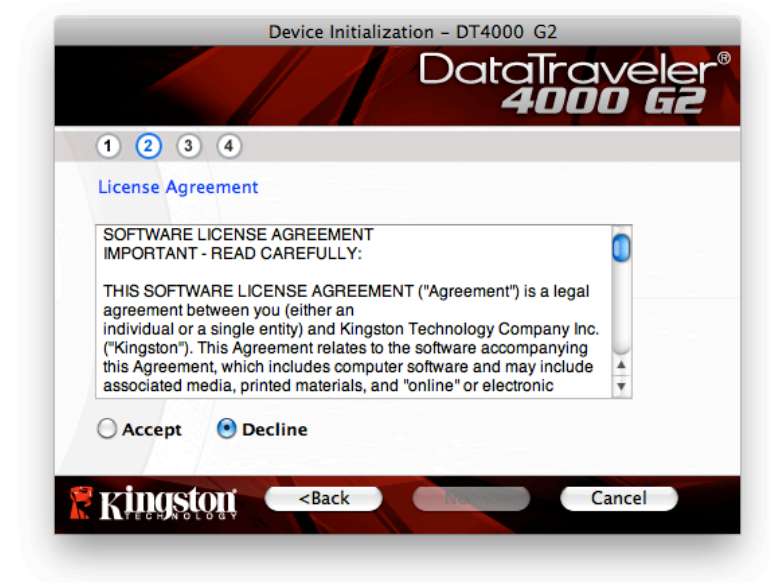 Device Initialization – DT4000 G2
DataTraveler®
4000 G2
1 2 3 4
License Agreement
SOFTWARE LICENSE AGREEMENT
IMPORTANT - READ CAREFULLY:
THIS SOFTWARE LICENSE AGREEMENT ("Agreement") is a legal
agreement between you (either an
individual or a single entity) and Kingston Technology Company Inc.
("Kingston"). This Agreement relates to the software accompanying
this Agreement, which includes computer software and may include
associated media, printed materials, and "online" or electronic
Accept Decline
Kingston <Back Cancel
TECHNOLOGY